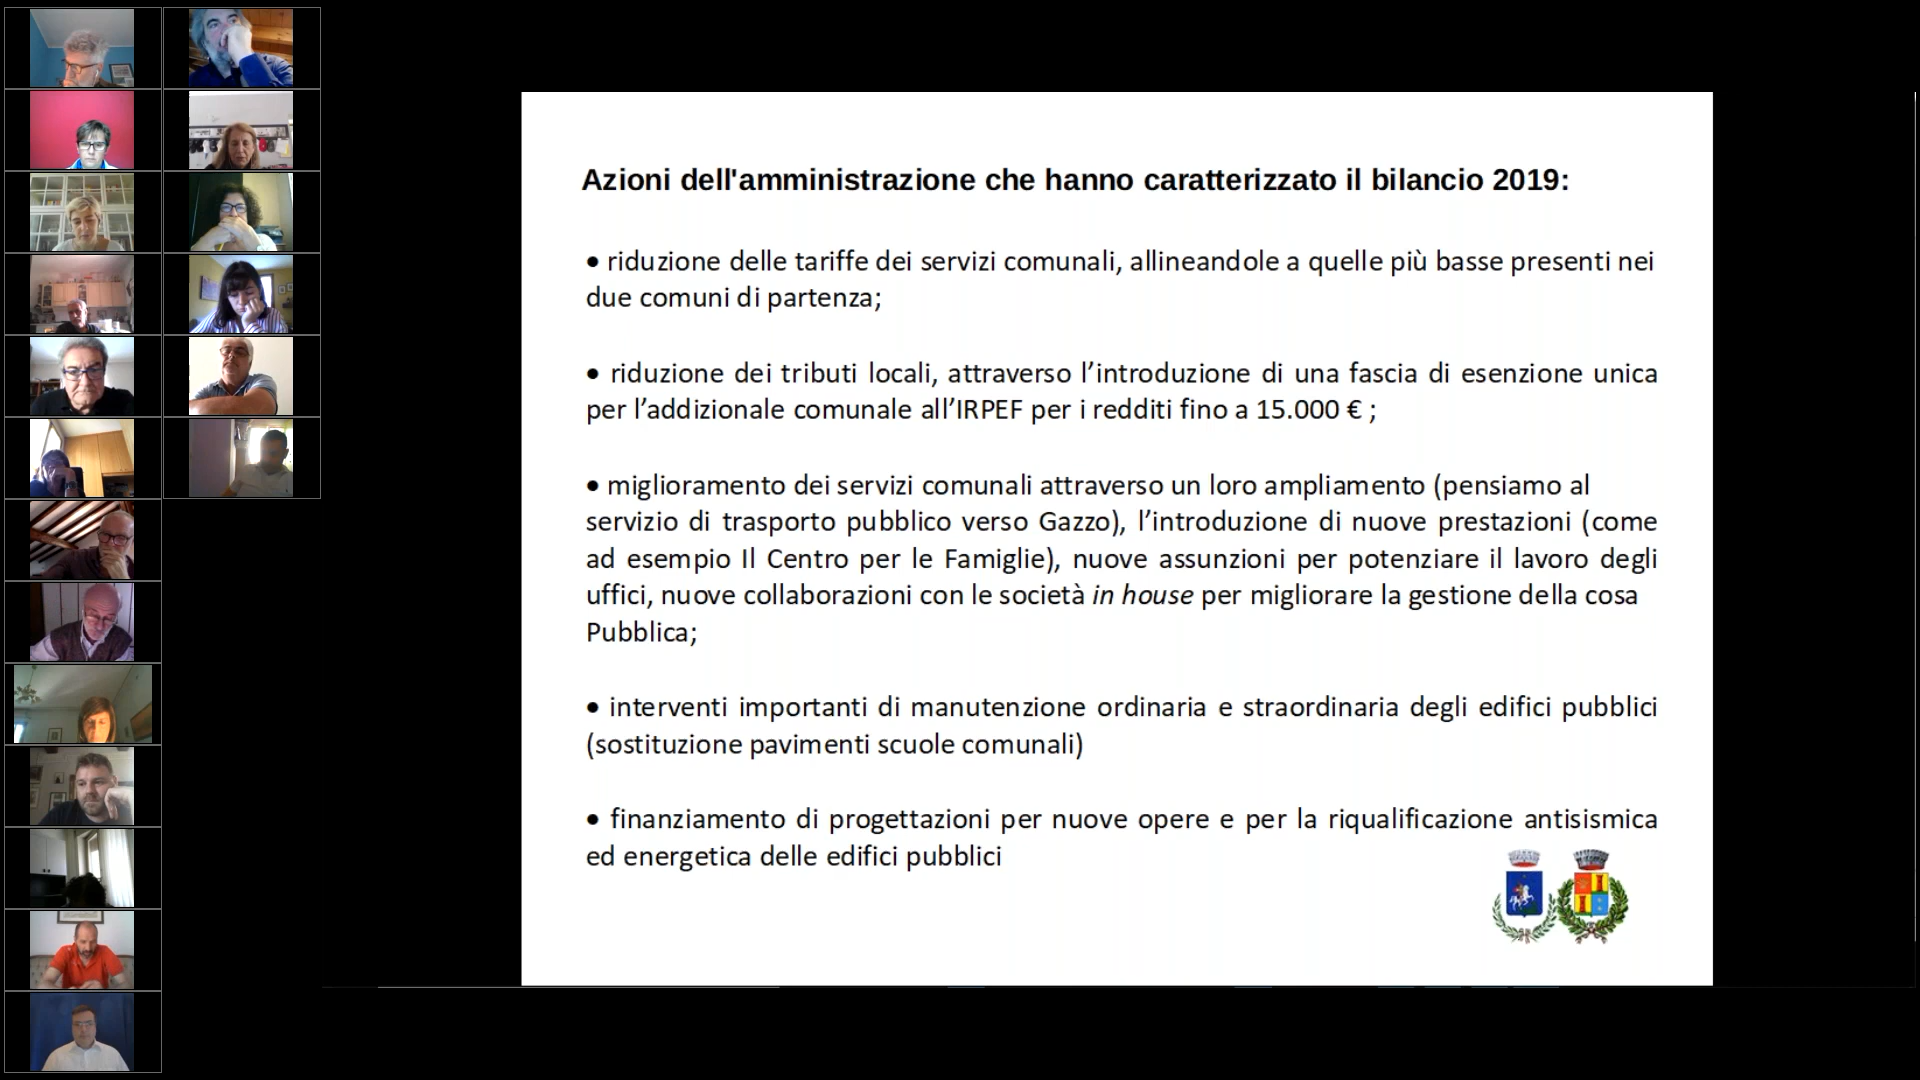 Azioni dell'amministrazione che hanno caratterizzato il bilancio 2019:
• riduzione delle tariffe dei servizi comunali, allineandole a quelle più basse presenti nei
due comuni di partenza;
• riduzione dei tributi locali, attraverso l’introduzione di una fascia di esenzione unica
per l’addizionale comunale all’IRPEF per i redditi fino a 15.000 € ;
• miglioramento dei servizi comunali attraverso un loro ampliamento (pensiamo al
servizio di trasporto pubblico verso Gazzo), l’introduzione di nuove prestazioni (come
ad esempio Il Centro per le Famiglie), nuove assunzioni per potenziare il lavoro degli
uffici, nuove collaborazioni con le società in house per migliorare la gestione della cosa
Pubblica;
• interventi importanti di manutenzione ordinaria e straordinaria degli edifici pubblici
(sostituzione pavimenti scuole comunali)
• finanziamento di progettazioni per nuove opere e per la riqualificazione antisismica
ed energetica delle edifici pubblici